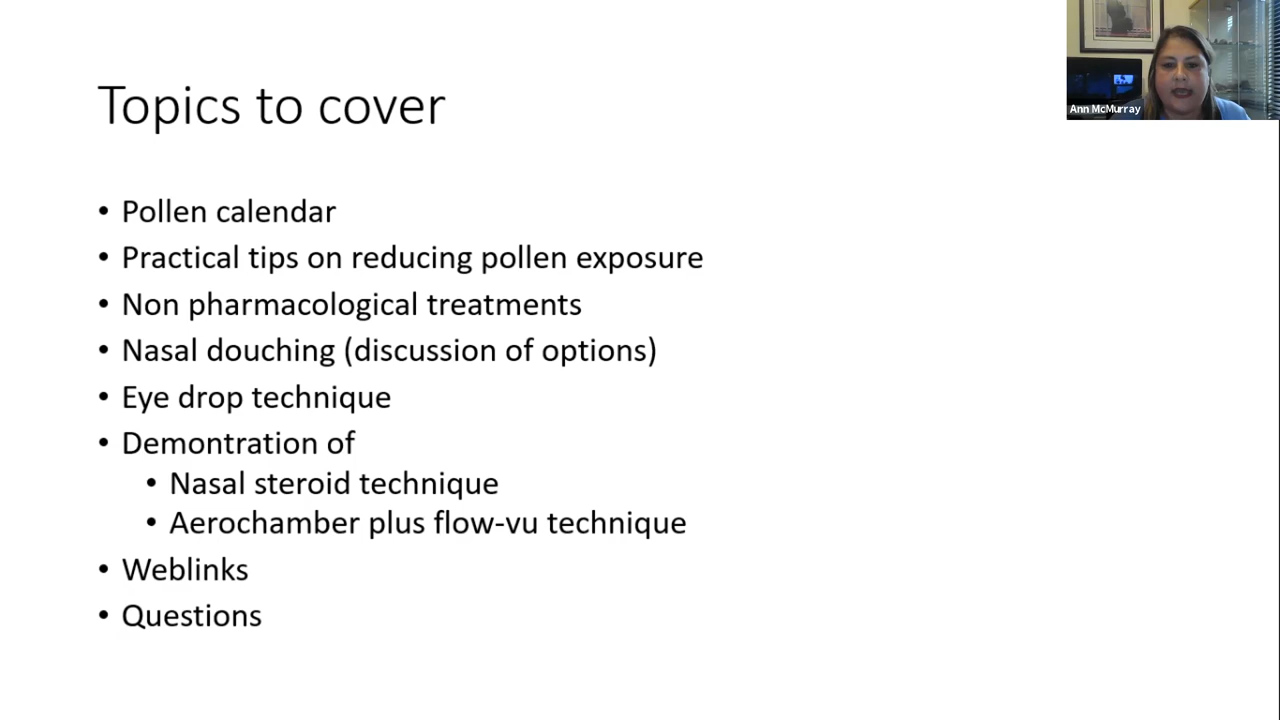 Topics to cover
Ann McMurray
• Pollen calendar
• Practical tips on reducing pollen exposure
• Non pharmacological treatments
• Nasal douching (discussion of options)
• Eye drop technique
• Demontration of
• Nasal steroid technique
• Aerochamber plus flow-vu technique
• Weblinks
• Questions